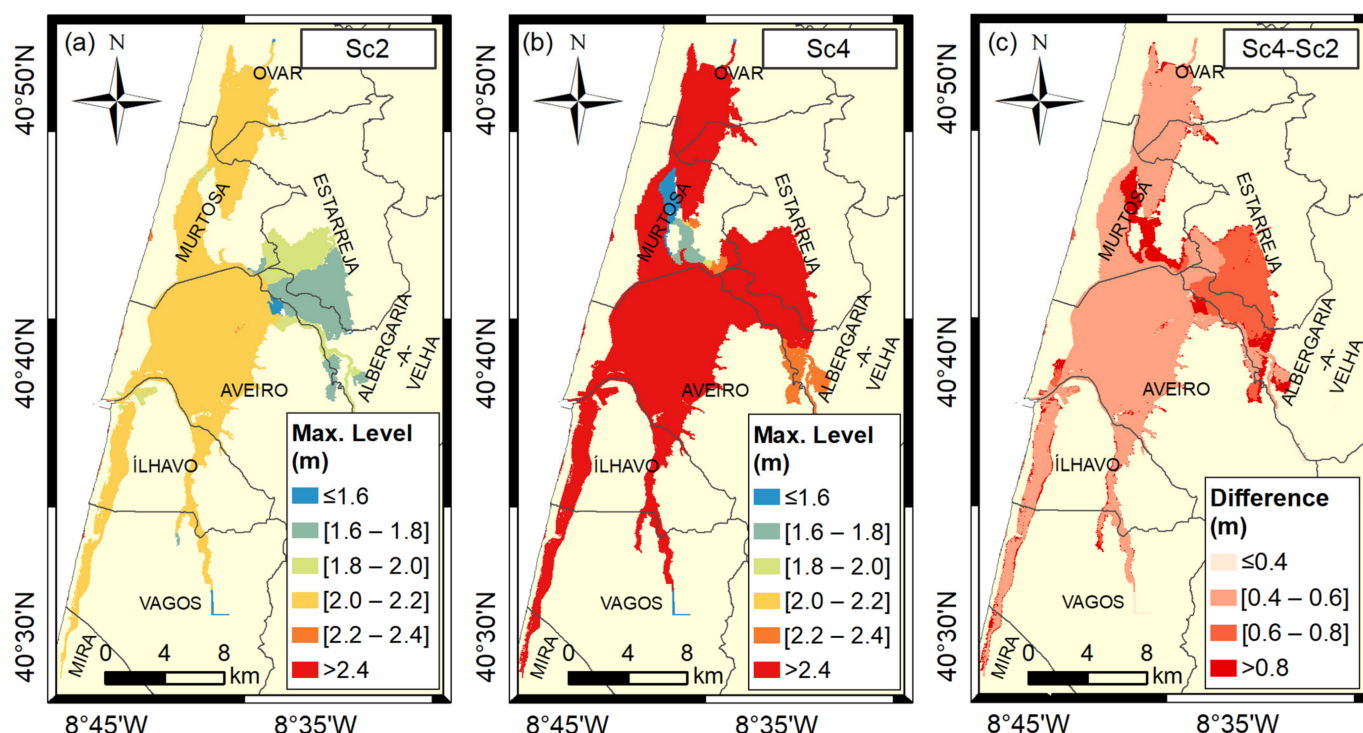 (a)
N
Sc2
40°50'N
40°40'N
40°30'N
OVAR
MURTOSA
ESTARREJA
ALBERGARIA
-A-
VELHA
AVEIRO
ÍLHAVO
VAGOS
MIRA
Max. Level
(m)
≤1.6
[1.6 – 1.8]
[1.8 – 2.0]
[2.0 – 2.2]
[2.2 – 2.4]
>2.4
0 4 8
km
8°45'W 8°35'W
(b)
N
Sc4
40°50'N
40°40'N
40°30'N
OVAR
MURTOSA
ESTARREJA
ALBERGARIA
-A-
VELHA
AVEIRO
ÍLHAVO
VAGOS
MIRA
Max. Level
(m)
≤1.6
[1.6 – 1.8]
[1.8 – 2.0]
[2.0 – 2.2]
[2.2 – 2.4]
>2.4
0 4 8
km
8°45'W 8°35'W
(c)
N
Sc4-Sc2
40°50'N
40°40'N
40°30'N
OVAR
MURTOSA
ESTARREJA
ALBERGARIA
-A-
VELHA
AVEIRO
ÍLHAVO
VAGOS
MIRA
Difference
(m)
≤0.4
[0.4 – 0.6]
[0.6 – 0.8]
>0.8
0 4 8
km
8°45'W 8°35'W